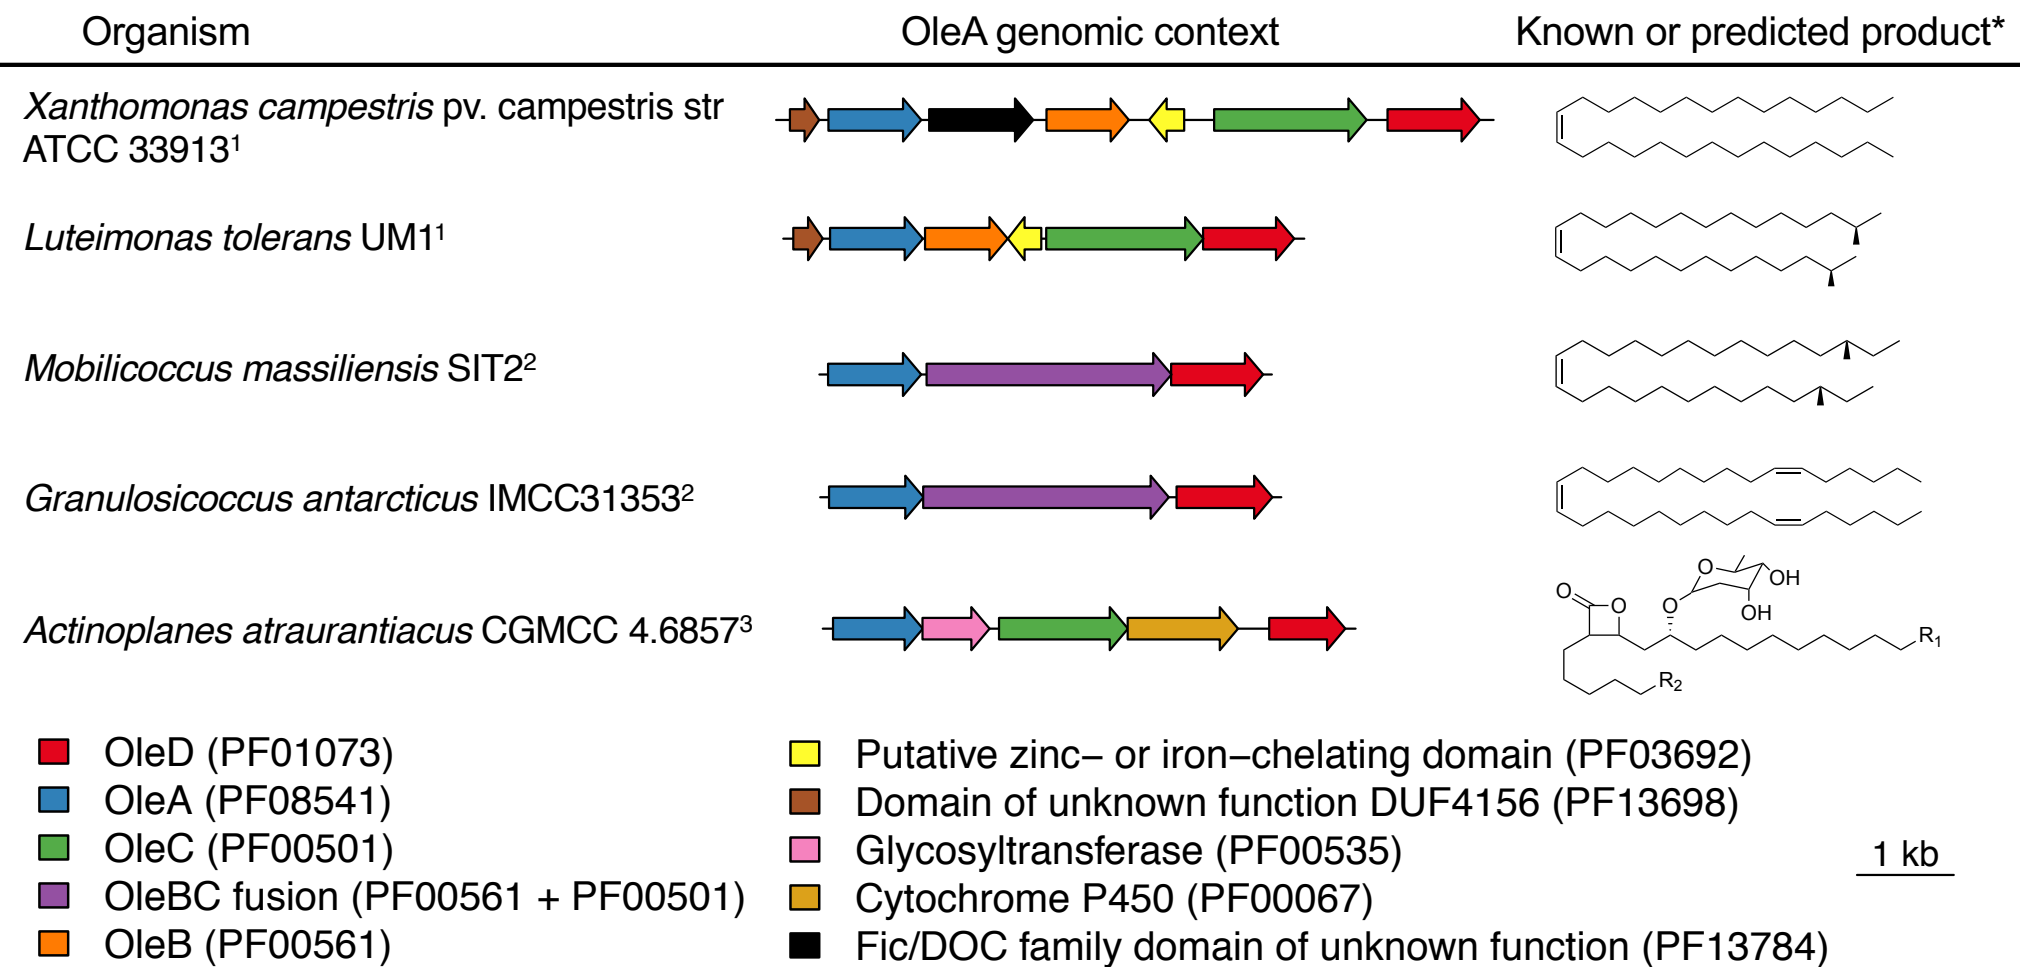 Organism OleA genomic context Known or predicted product*
Xanthomonas campestris pv. campestris str
ATCC 33913¹
Luteimonas tolerans UM1¹
Mobilicoccus massiliensis SIT2²
Granulosicoccus antarcticus IMCC31353²
O OH
O O O OH
Actinoplanes atraurantiacus CGMCC 4.6857³ R₁
R₂
OleD (PF01073) Putative zinc– or iron–chelating domain (PF03692)
OleA (PF08541) Domain of unknown function DUF4156 (PF13698)
OleC (PF00501) Glycosyltransferase (PF00535) 1 kb
OleBC fusion (PF00561 + PF00501) Cytochrome P450 (PF00067)
OleB (PF00561) Fic/DOC family domain of unknown function (PF13784)